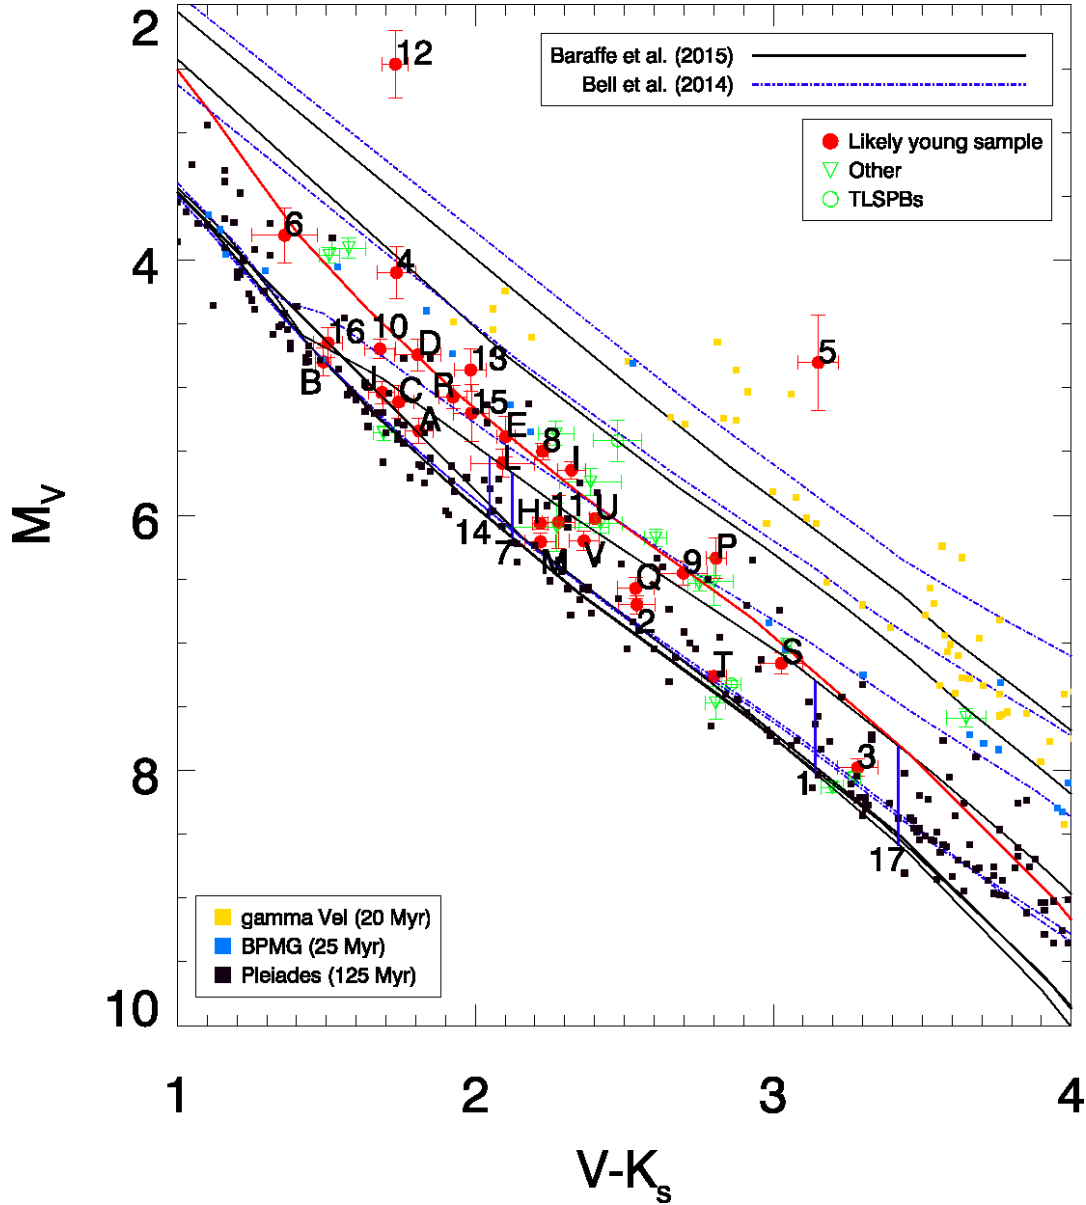 2
12
Baraffe et al. (2015)
Bell et al. (2014)
Likely young sample
Other
TLSPBs
6
4
4
5
16
10
D
13
B
J
C
R
15
A
E
8
L
I
6
H
11
U
14
7
M
V
9
P
Q
2
T
S
8
3
1
17
gamma Vel (20 Myr)
BPMG (25 Myr)
Pleiades (125 Myr)
10
1
2
3
4
V-Ks
MV